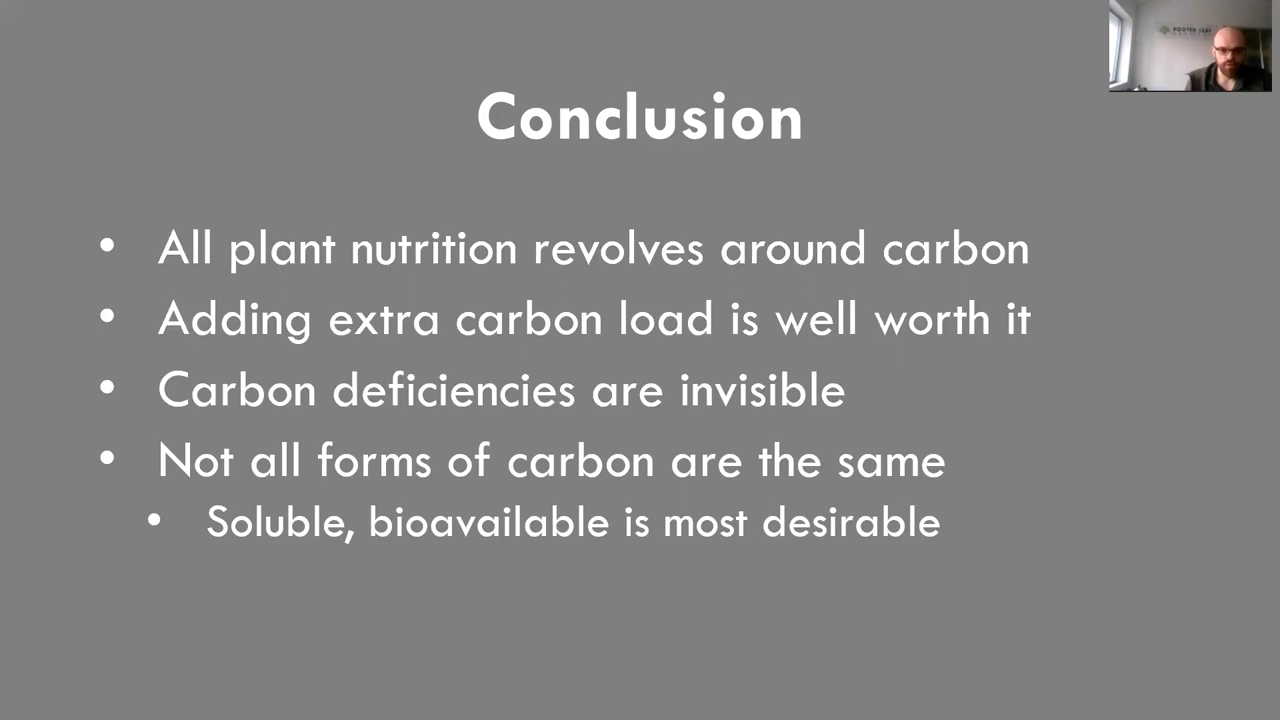 Conclusion
• All plant nutrition revolves around carbon
• Adding extra carbon load is well worth it
• Carbon deficiencies are invisible
• Not all forms of carbon are the same
• Soluble, bioavailable is most desirable